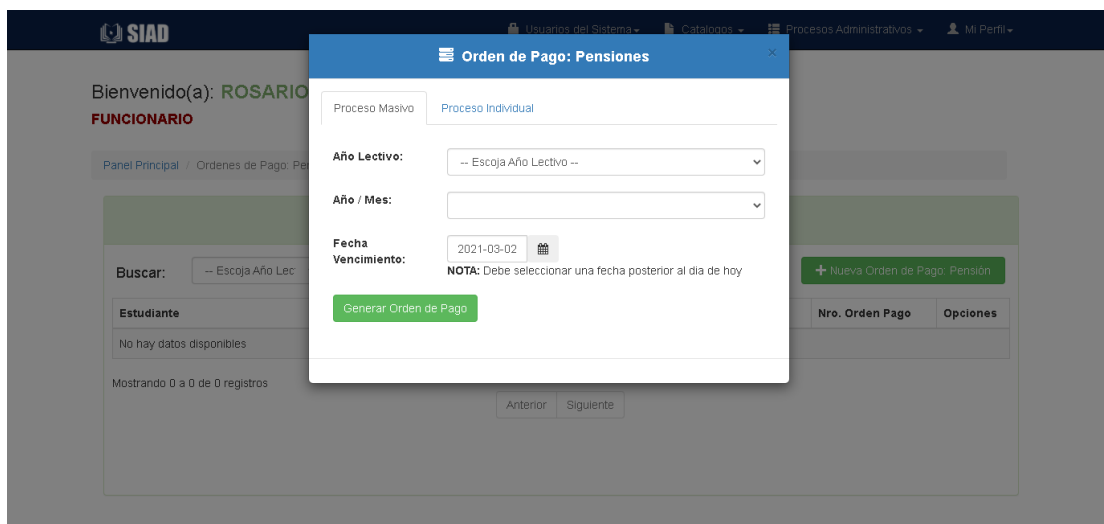 SIAD
Usuarios del Sistema
Catalogos
Procesos Administrativos
Mi Perfil
Orden de Pago: Pensiones
×
Bienvenido(a): ROSARIO
FUNCIONARIO
Proceso Masivo
Proceso Individual
Panel Principal / Ordenes de Pago: Pe
Año Lectivo:
-- Escoja Año Lectivo --
Año / Mes:
Fecha
Vencimiento:
2021-03-02
NOTA: Debe seleccionar una fecha posterior al dia de hoy
Generar Orden de Pago
Buscar:
-- Escoja Año Lec
+ Nueva Orden de Pago: Pensión
Estudiante
Nro. Orden Pago
Opciones
No hay datos disponibles
Mostrando 0 a 0 de 0 registros
Anterior
Siguiente